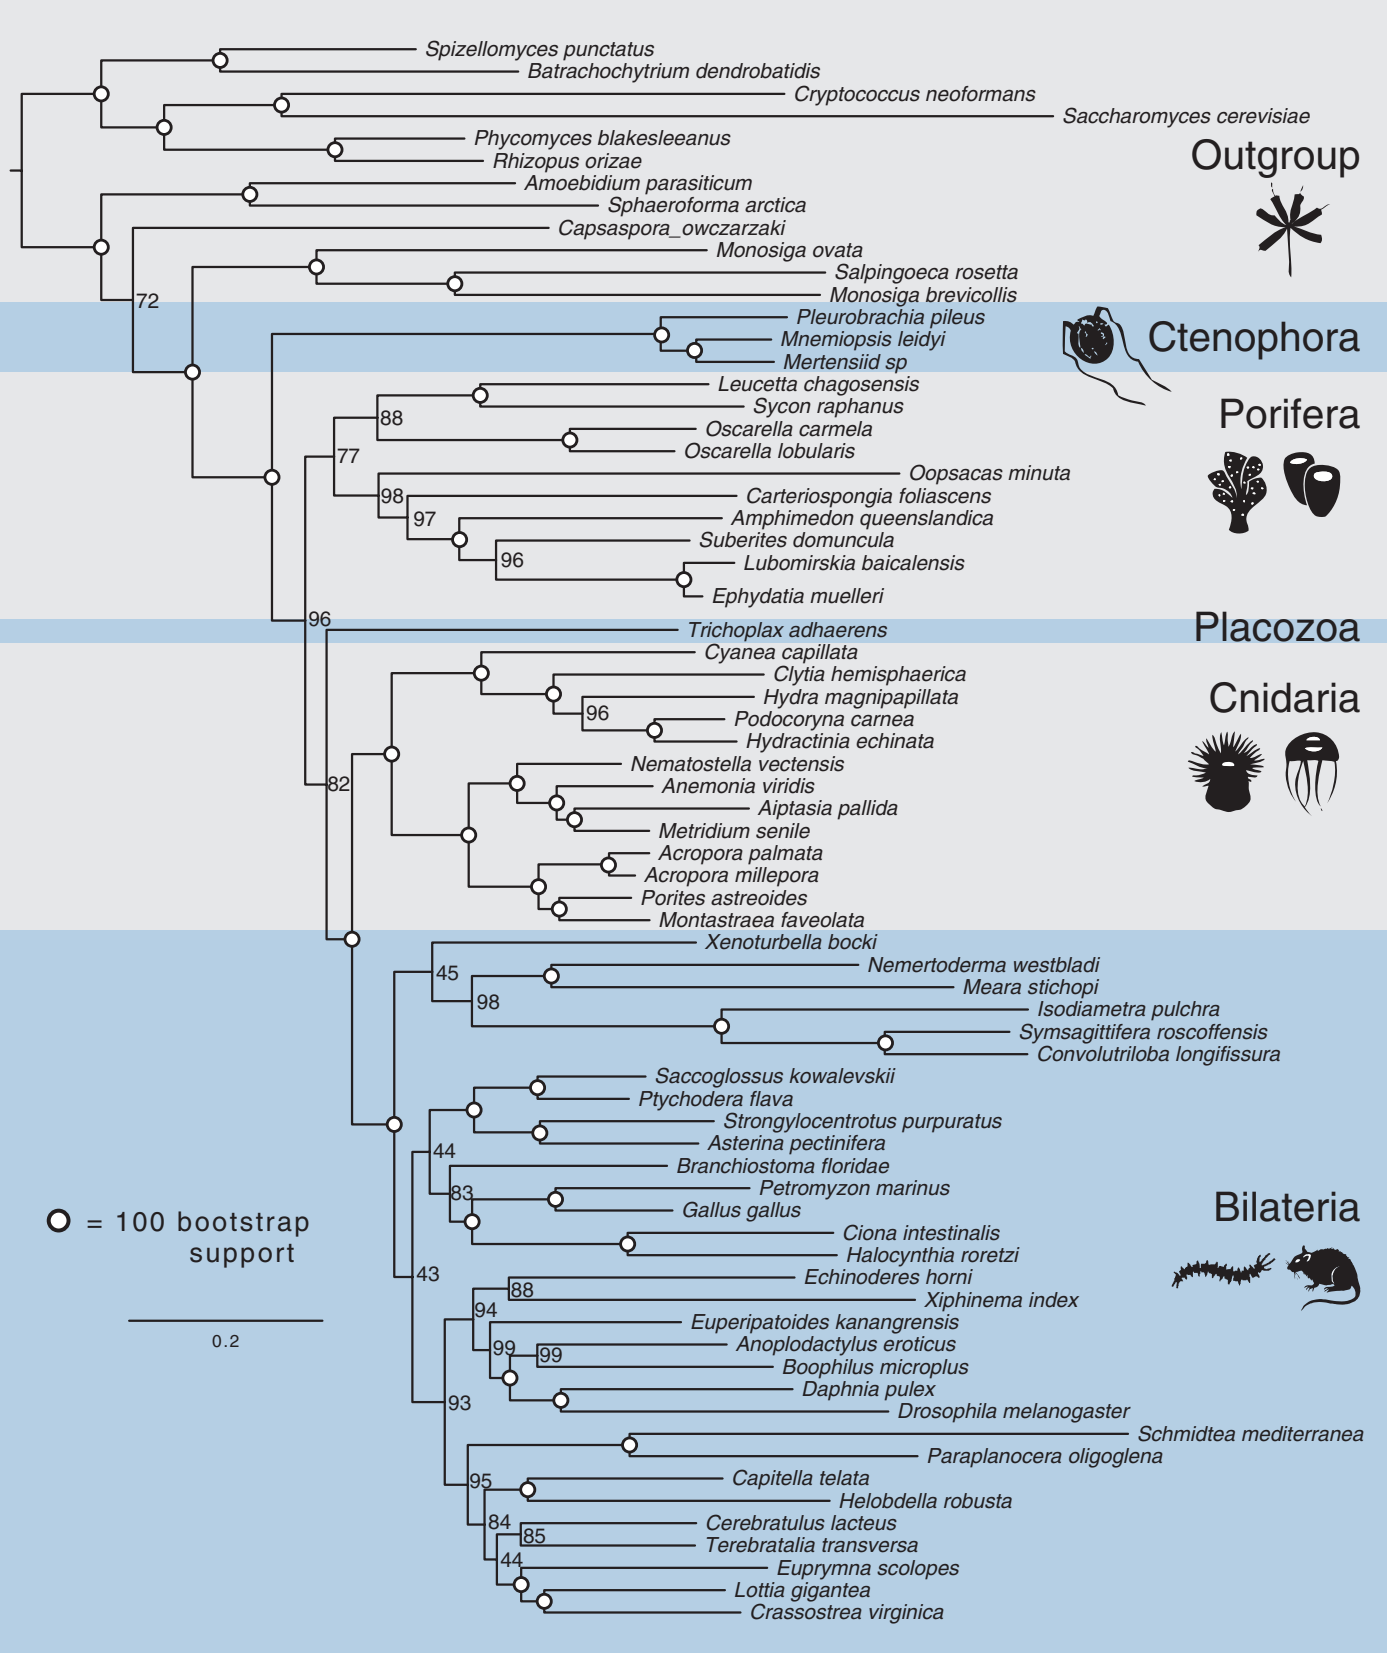 Spizellomyces punctatus
Batrachochytrium dendrobatidis
Cryptococcus neoformans
Saccharomyces cerevisiae
Phycomyces blakesleeanus
Rhizopus orizae
Outgroup
Amoebidium parasiticum
Sphaeroforma arctica
Capsaspora_owczarzaki
Monosiga ovata
Salpingoeca rosetta
Monosiga brevicollis
72
Pleurobrachia pileus
Mnemiopsis leidyi
Mertensiid sp
Ctenophora
Leucetta chagosensis
Sycon raphanus
88
Oscarella carmela
Oscarella lobularis
Porifera
77
Oopsacas minuta
98
Carteriospongia foliascens
97
Amphimedon queenslandica
Suberites domuncula
96
Lubomirskia baicalensis
Ephydatia muelleri
96
Trichoplax adhaerens
Placozoa
Cyanea capillata
Clytia hemisphaerica
Hydra magnipapillata
96
Podocoryna carnea
Hydractinia echinata
Cnidaria
Nematostella vectensis
82
Anemonia viridis
Aiptasia pallida
Metridium senile
Acropora palmata
Acropora millepora
Porites astreoides
Montastraea faveolata
Xenoturbella bocki
45
Nemertoderma westbladi
Meara stichopi
98
Isodiametra pulchra
Symsagittifera roscoffensis
Convolutriloba longifissura
Saccoglossus kowalevskii
Ptychodera flava
Strongylocentrotus purpuratus
Asterina pectinifera
44
Branchiostoma floridae
83
Petromyzon marinus
Gallus gallus
Bilateria
Ciona intestinalis
Halocynthia roretzi
= 100 bootstrap
support
43
Echinoderes horni
88
Xiphinema index
94
Euperipatoides kanangrensis
99
Anoplodactylus eroticus
99
Boophilus microplus
0.2
Daphnia pulex
Drosophila melanogaster
93
Schmidtea mediterranea
Paraplanocera oligoglena
95
Capitella telata
Helobdella robusta
84
Cerebratulus lacteus
85
Terebratalia transversa
44
Euprymna scolopes
Lottia gigantea
Crassostrea virginica